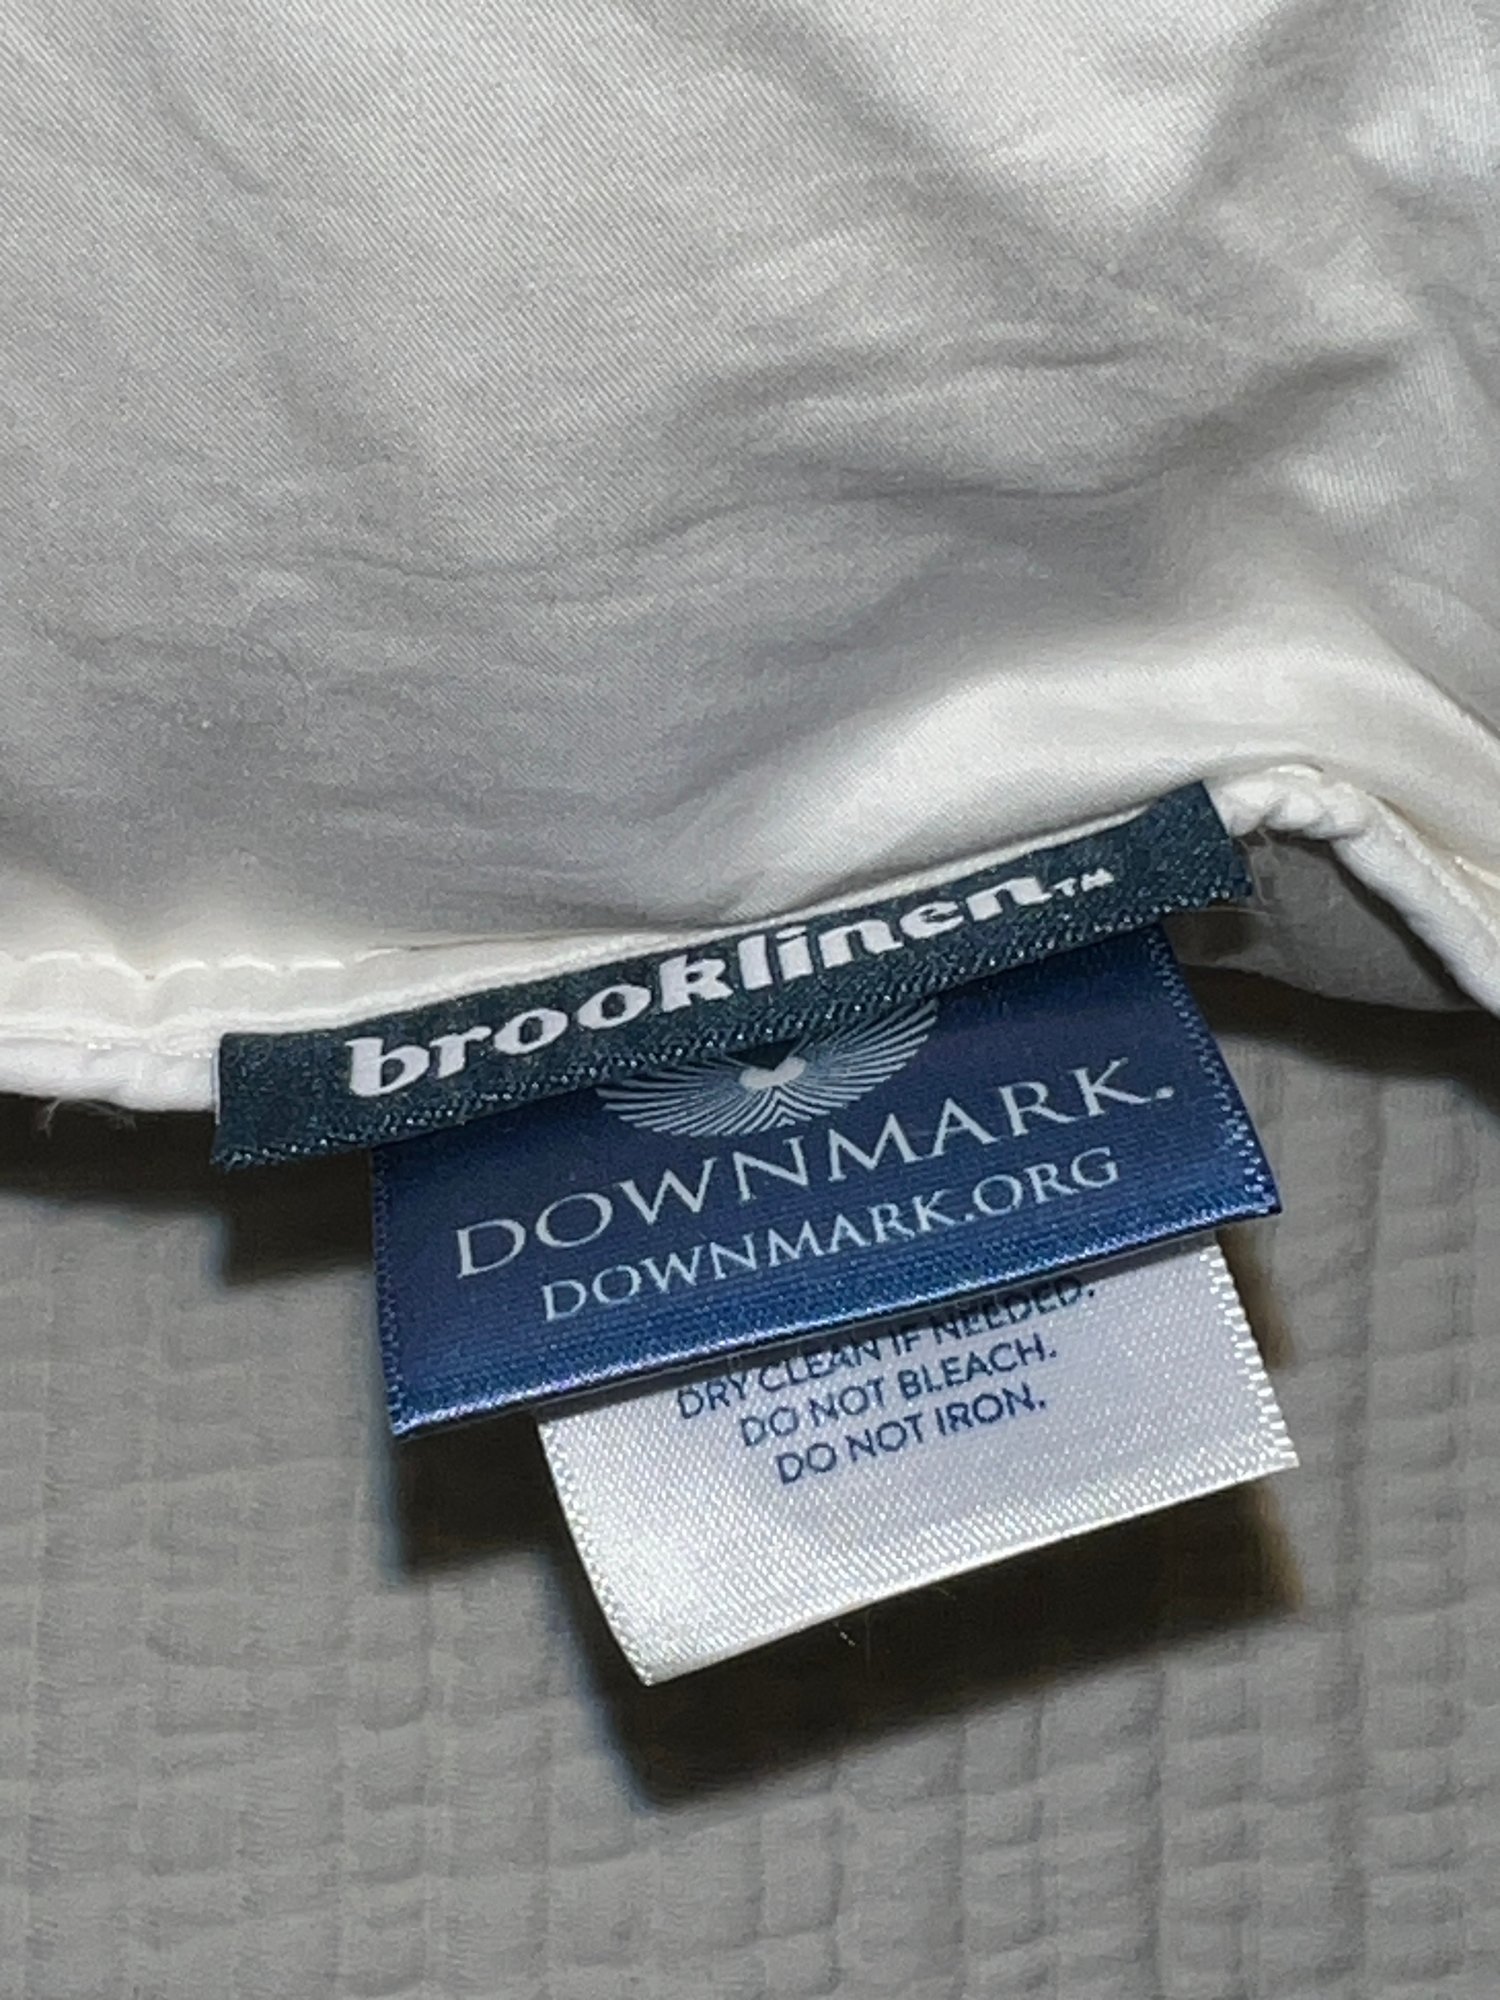 brooklinen™
DOWNMARK.
DOWNMARK.ORG
DRY CLEAN IF NEEDED.
DO NOT BLEACH.
DO NOT IRON.